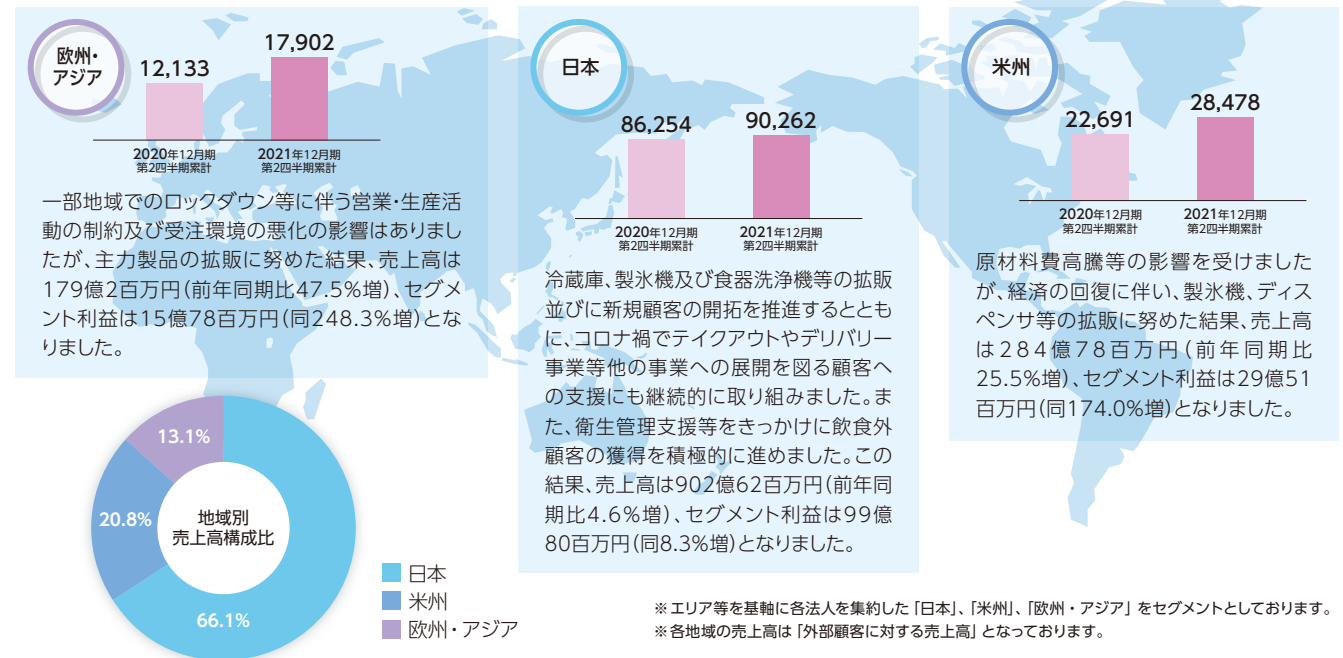 欧州・
アジア
12,133
17,902
2020年12月期
第2四半期累計
2021年12月期
第2四半期累計
一部地域でのロックダウン等に伴う営業・生産活
動の制約及び受注環境の悪化の影響はありまし
たが、主力製品の拡販に努めた結果、売上高は
179億2百万円(前年同期比47.5%増)、セグメ
ント利益は15億78百万円(同248.3%増)とな
りました。
日本
86,254
90,262
2020年12月期
第2四半期累計
2021年12月期
第2四半期累計
冷蔵庫、製氷機及び食器洗浄機等の拡販
並びに新規顧客の開拓を推進するととも
に、コロナ禍でテイクアウトやデリバリー
事業等他の事業への展開を図る顧客へ
の支援にも継続的に取り組みました。ま
た、衛生管理支援等をきっかけに飲食外
顧客の獲得を積極的に進めました。この
結果、売上高は902億62百万円(前年同
期比4.6%増)、セグメント利益は99億
80百万円(同8.3%増)となりました。
米州
22,691
28,478
2020年12月期
第2四半期累計
2021年12月期
第2四半期累計
原材料費高騰等の影響を受けました
が、経済の回復に伴い、製氷機、ディス
ペンサ等の拡販に努めた結果、売上高
は284億78百万円(前年同期比
25.5%増)、セグメント利益は29億51
百万円(同174.0%増)となりました。
13.1%
20.8%
66.1%
地域別
売上高構成比
日本
米州
欧州・アジア
※エリア等を基軸に各法人を集約した「日本」、「米州」、「欧州・アジア」をセグメントとしております。
※各地域の売上高は「外部顧客に対する売上高」となっております。